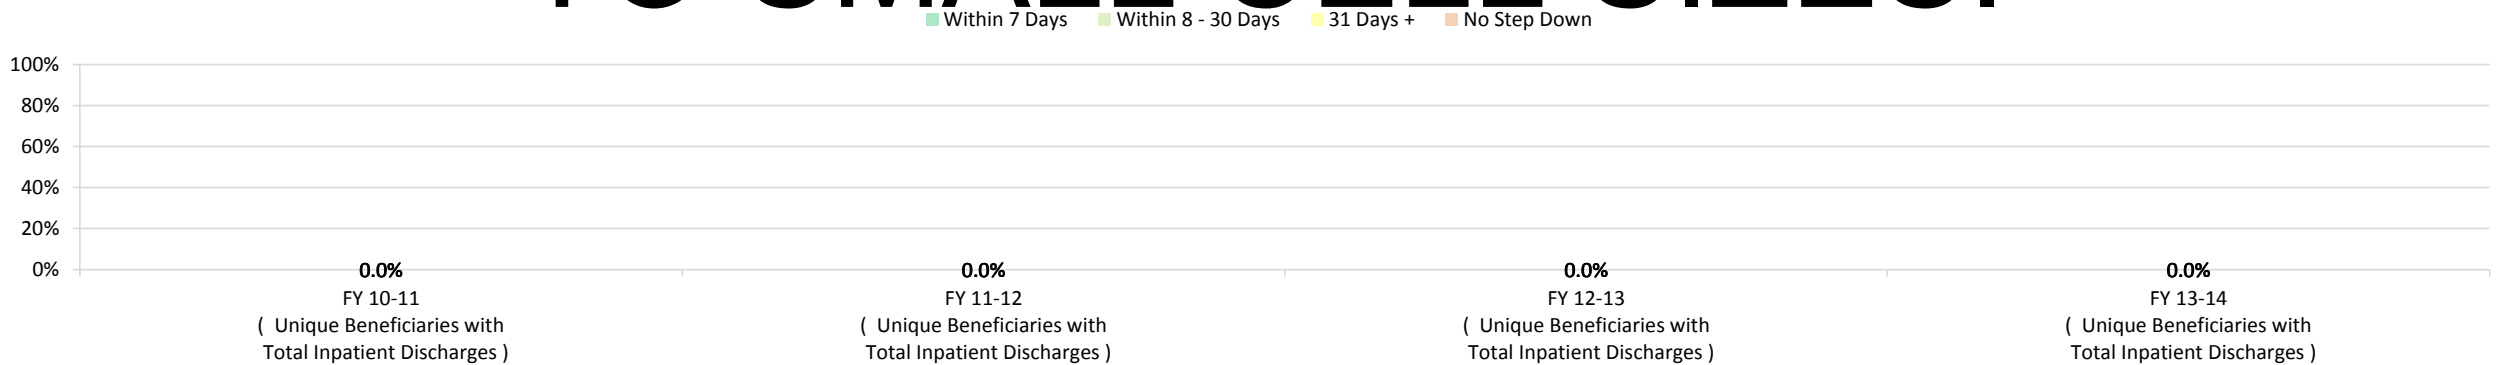 Within 7 Days Within 8 - 30 Days 31 Days + No Step Down
100%
80%
60%
40%
20%
0%
0.0% 0.0% 0.0% 0.0%
FY 10-11 FY 11-12 FY 12-13 FY 13-14
( Unique Beneficiaries with ( Unique Beneficiaries with ( Unique Beneficiaries with ( Unique Beneficiaries with
Total Inpatient Discharges ) Total Inpatient Discharges ) Total Inpatient Discharges ) Total Inpatient Discharges )